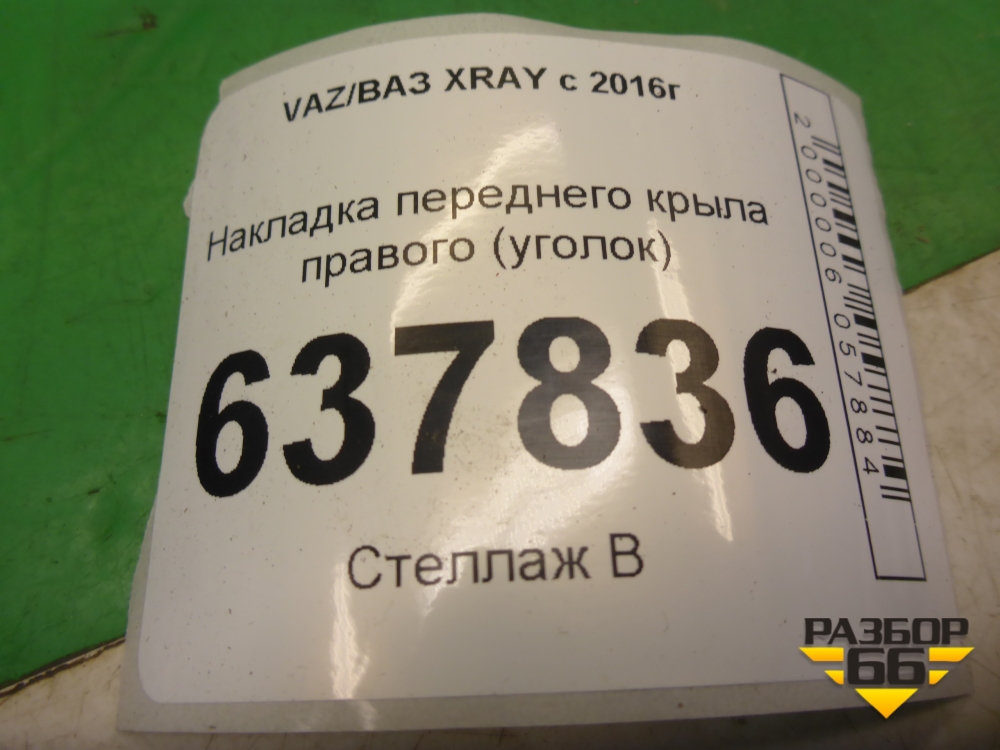 VAZ/ВАЗ XRAY с 2016г
Накладка переднего крыла
правого (уголок)
637836
Стеллаж В
2000006057884
РАЗБОР
66